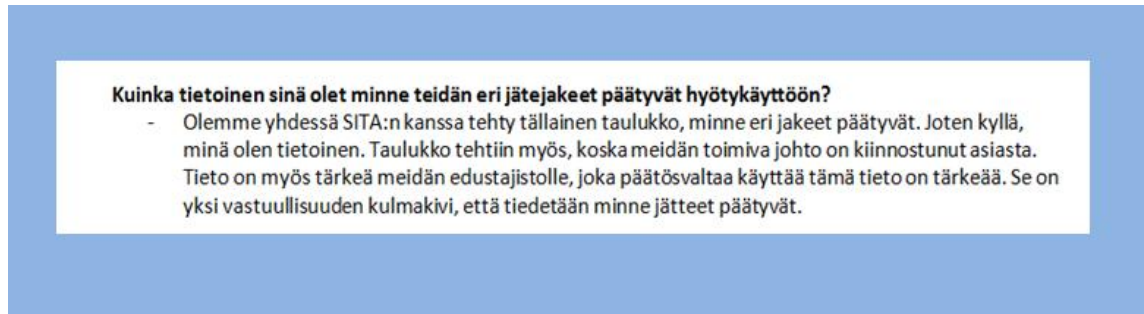 Kuinka tietoinen sinä olet minne teidän eri jätejakeet päätyvät hyötykäyttöön?
- Olemme yhdessä SITA:n kanssa tehty tällainen taulukko, minne eri jakeet päätyvät. Joten kyllä,
minä olen tietoinen. Taulukko tehtiin myös, koska meidän toimiva johto on kiinnostunut asiasta.
Tieto on myös tärkeä meidän edustajistolle, joka päätösvaltaa käyttää tämä tieto on tärkeää. Se on
yksi vastuullisuuden kulmakivi, että tiedetään minne jätteet päätyvät.